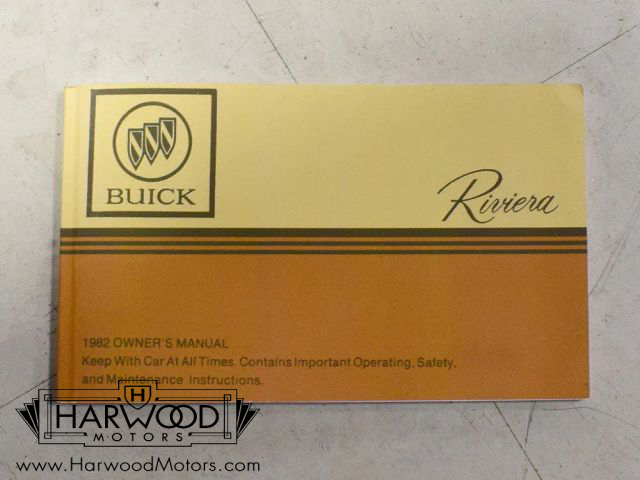 BUICK
Riviera
1982 OWNER'S MANUAL
Keep With Car At All Times. Contains Important Operating, Safety,
and Maintenance Instructions.
H
HARWOOD
MOTORS
www.HarwoodMotors.com